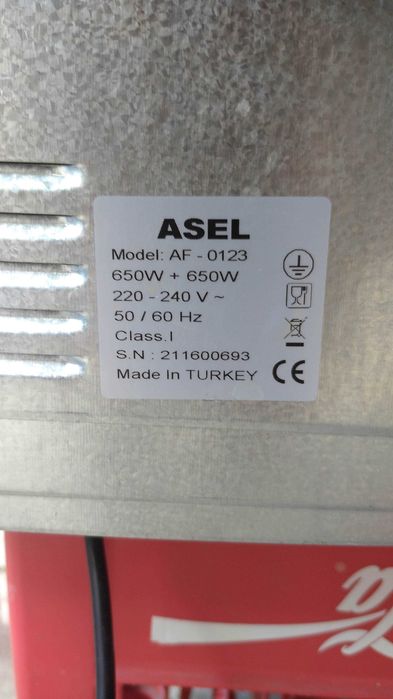 ASEL
Model: AF - 0123
650W + 650W
220 - 240 V ~
50 / 60 Hz
Class.I
S.N : 211600693
Made In TURKEY CE